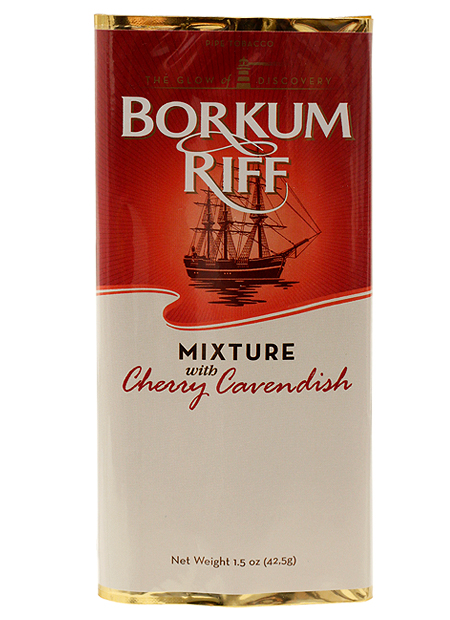 PIPE TOBACCO
THE GLOW of DISCOVERY
BORKUM
RIFF
MIXTURE
with
Cherry Cavendish
Net Weight 1.5 oz (42,5g)